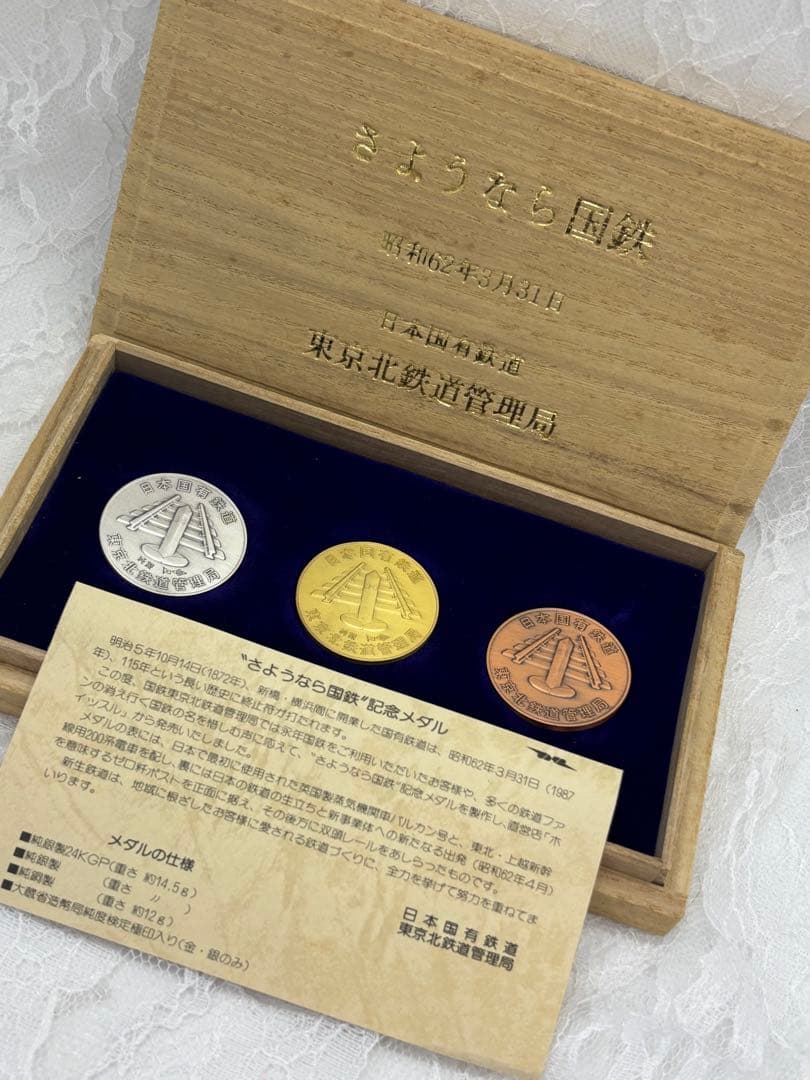 さようなら国鉄
昭和62年3月31日
日本国有鉄道
東京北鉄道管理局
日本国有鉄道
東京北鉄道管理局
純銀
日本国有鉄道
東京北鉄道管理局
純銀
日本国有鉄道
東京北鉄道管理局
"さようなら国鉄"記念メダル
明治5年10月14日(1872年)、新橋・横浜間に開業した国有鉄道は、昭和62年3月31日(1987
年)、115年という長い歴史に終止符が打たれます。
この度、国鉄東京北鉄道管理局では永年国鉄をご利用いただいたお客様や、多くの鉄道ファ
ンの消え行く国鉄の名を惜しむ声に応えて、"さようなら国鉄"記念メダルを製作し、直営店「ホ
イッスル」から発売いたしました。
メダルの表には、日本で最初に使用された英国製蒸気機関車バルカン号と、東北・上越新幹
線用200系電車を配し、裏には日本の鉄道の生立ちと新事業体への新たなる出発(昭和62年4月)
を意味するゼロ粁ポストを正面に据え、その後方に双頭レールをあしらったものです。
新生鉄道は、地域に根ざしたお客様に愛される鉄道づくりに、全力を挙げて努力を重ねてま
いります。
メダルの仕様
■純銀製24KGP(重さ 約14.5g)
■純銀製 (重さ 〃 )
■純銅製 (重さ 約12g)
■大蔵省造幣局純度検定極印入り(金・銀のみ)
日本国有鉄道
東京北鉄道管理局